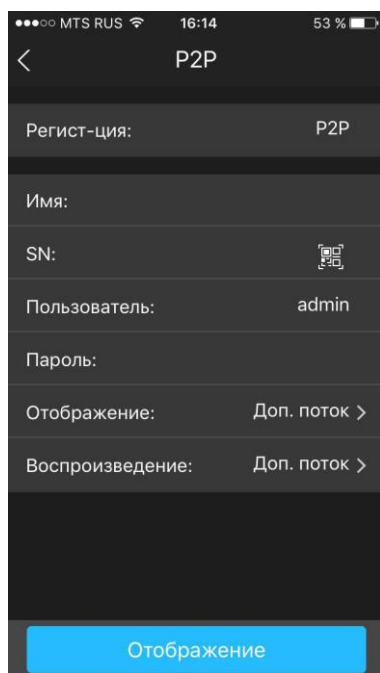 MTS RUS 16:14 53 %
P2P
Регист-ция: P2P
Имя:
SN:
Пользователь: admin
Пароль:
Отображение: Доп. поток
Воспроизведение: Доп. поток
Отображение